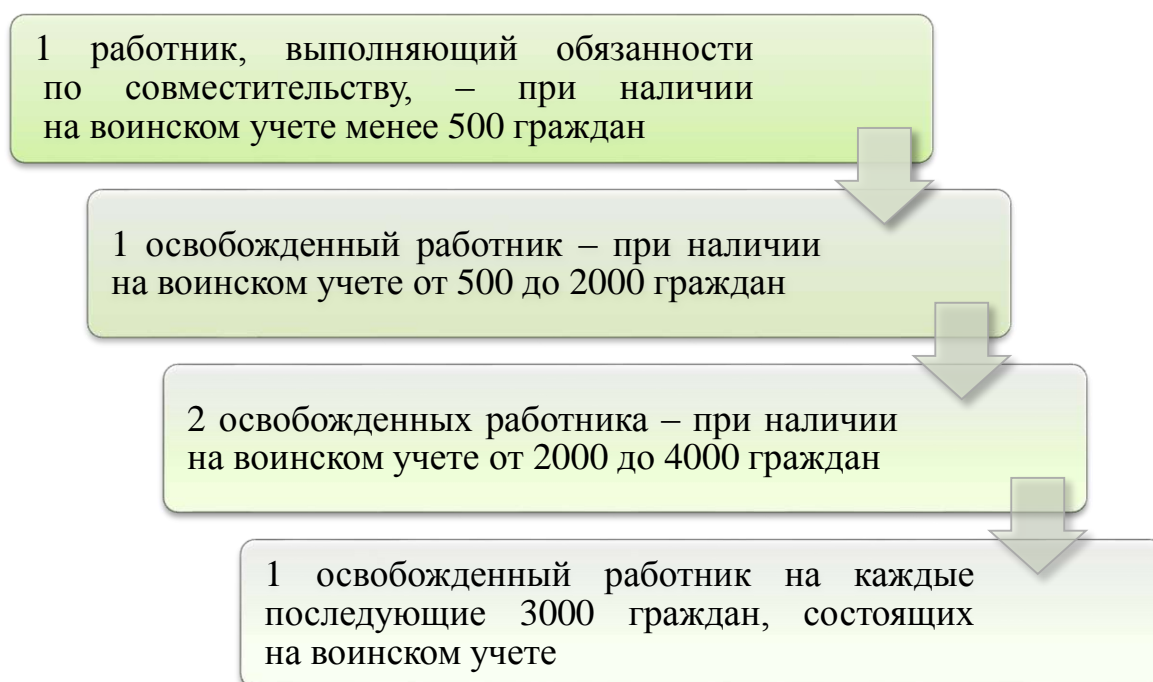 1 работник, выполняющий обязанности
по совместительству, – при наличии
на воинском учете менее 500 граждан
1 освобожденный работник – при наличии
на воинском учете от 500 до 2000 граждан
2 освобожденных работника – при наличии
на воинском учете от 2000 до 4000 граждан
1 освобожденный работник на каждые
последующие 3000 граждан, состоящих
на воинском учете